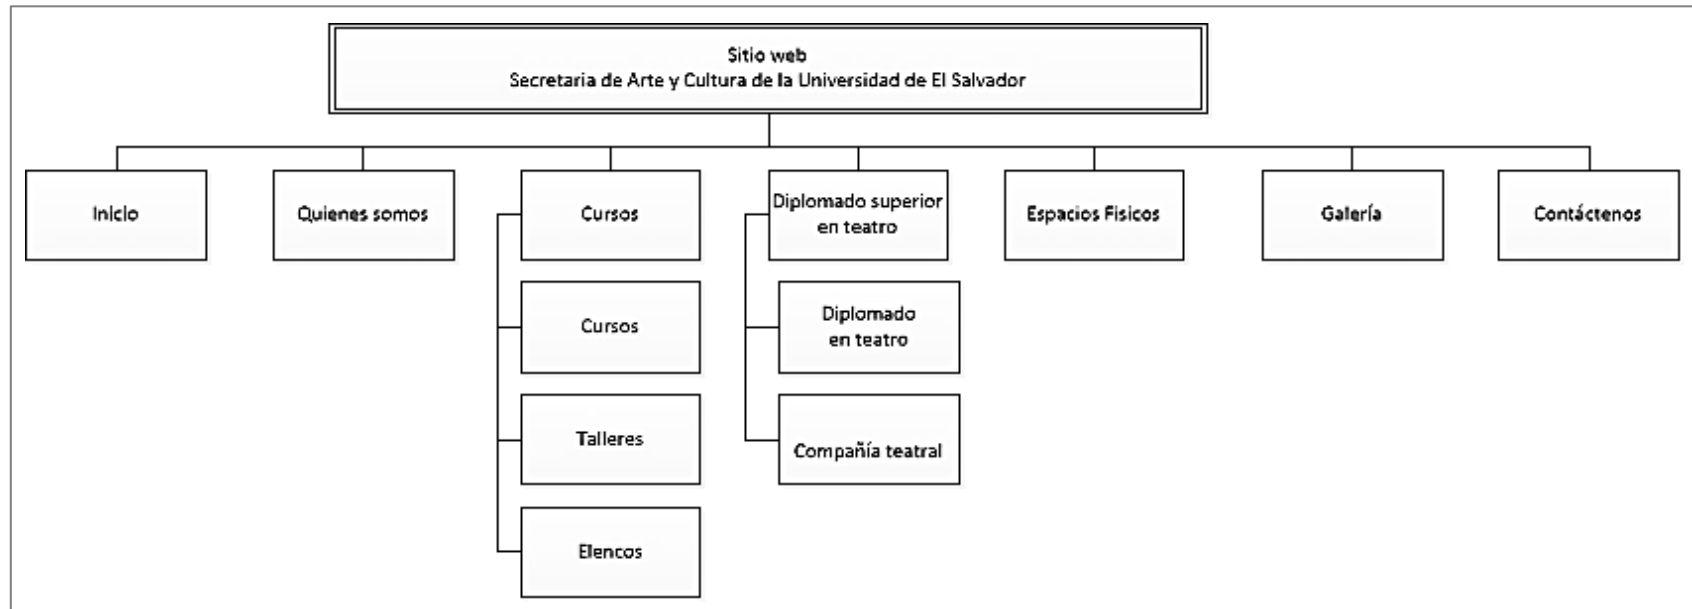 Sitio web
Secretaria de Arte y Cultura de la Universidad de El Salvador
Inicio
Quienes somos
Cursos
Diplomado superior
en teatro
Espacios Fisicos
Galería
Contáctenos
Cursos
Diplomado
en teatro
Talleres
Compañía teatral
Elencos